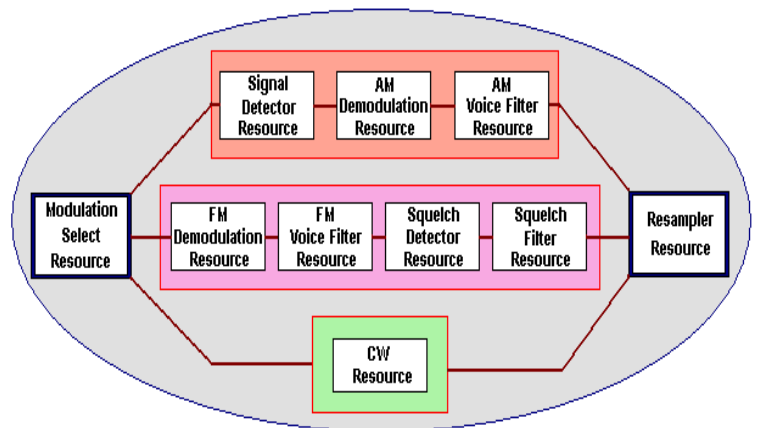 Signal
Detector
Resource
AM
Demodulation
Resource
AM
Voice Filter
Resource
Modulation
Select
Resource
FM
Demodulation
Resource
FM
Voice Filter
Resource
Squelch
Detector
Resource
Squelch
Filter
Resource
Resampler
Resource
CW
Resource